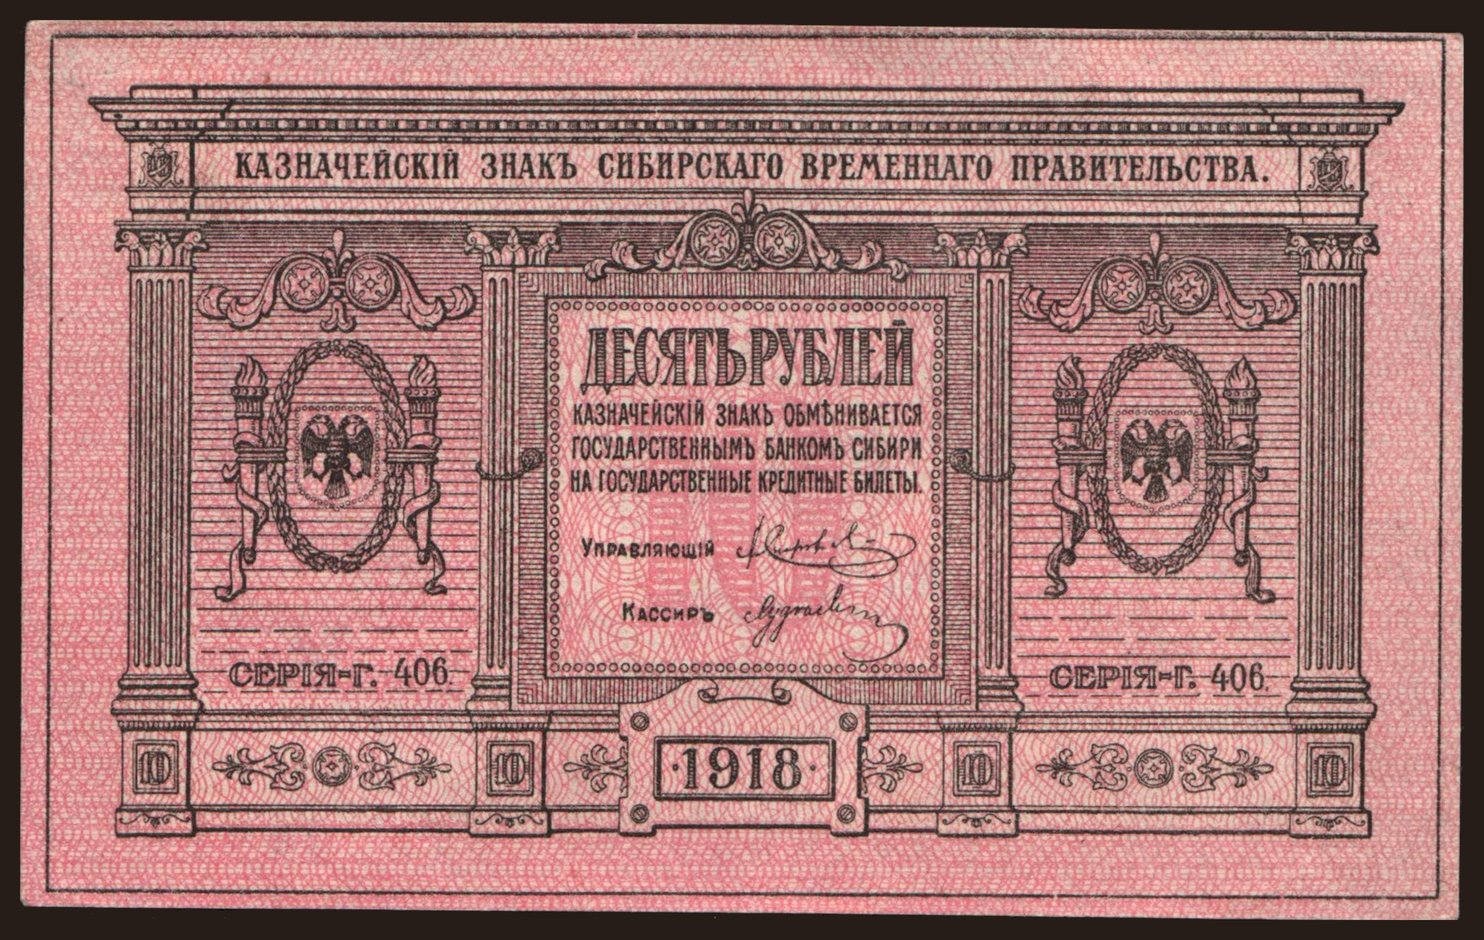 КАЗНАЧЕЙСКІЙ ЗНАКЪ СИБИРСКАГО ВРЕМЕННАГО ПРАВИТЕЛЬСТВА.
ДЕСЯТЬ РУБЛЕЙ
КАЗНАЧЕЙСКІЙ ЗНАКЪ ОБМѢНИВАЕТСЯ
ГОСУДАРСТВЕННЫМЪ БАНКОМЪ СИБИРИ
НА ГОСУДАРСТВЕННЫЕ КРЕДИТНЫЕ БИЛЕТЫ.
УПРАВЛЯЮЩІЙ
КАССИРЪ
СЕРІЯ-Г. 406.
СЕРІЯ-Г. 406.
10
10
·1918·
10
10
10